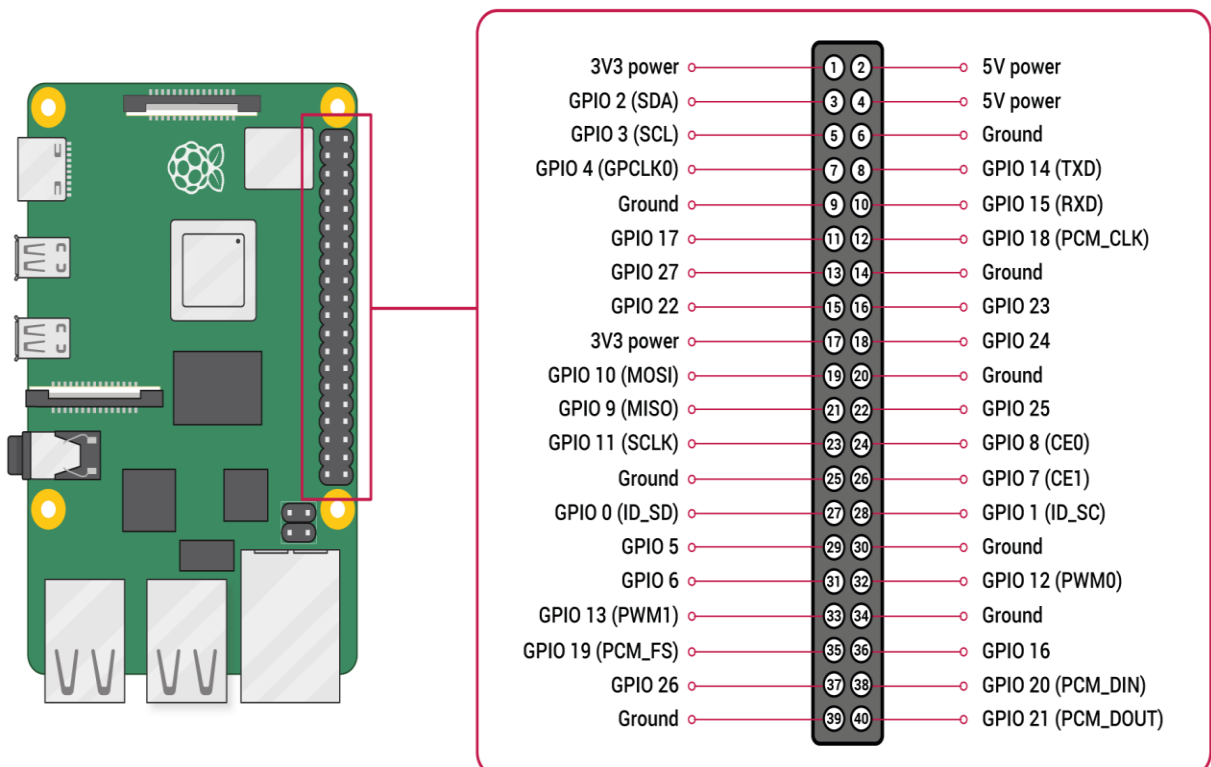 3V3 power 1 2 5V power
GPIO 2 (SDA) 3 4 5V power
GPIO 3 (SCL) 5 6 Ground
GPIO 4 (GPCLK0) 7 8 GPIO 14 (TXD)
Ground 9 10 GPIO 15 (RXD)
GPIO 17 11 12 GPIO 18 (PCM_CLK)
GPIO 27 13 14 Ground
GPIO 22 15 16 GPIO 23
3V3 power 17 18 GPIO 24
GPIO 10 (MOSI) 19 20 Ground
GPIO 9 (MISO) 21 22 GPIO 25
GPIO 11 (SCLK) 23 24 GPIO 8 (CE0)
Ground 25 26 GPIO 7 (CE1)
GPIO 0 (ID_SD) 27 28 GPIO 1 (ID_SC)
GPIO 5 29 30 Ground
GPIO 6 31 32 GPIO 12 (PWM0)
GPIO 13 (PWM1) 33 34 Ground
GPIO 19 (PCM_FS) 35 36 GPIO 16
GPIO 26 37 38 GPIO 20 (PCM_DIN)
Ground 39 40 GPIO 21 (PCM_DOUT)